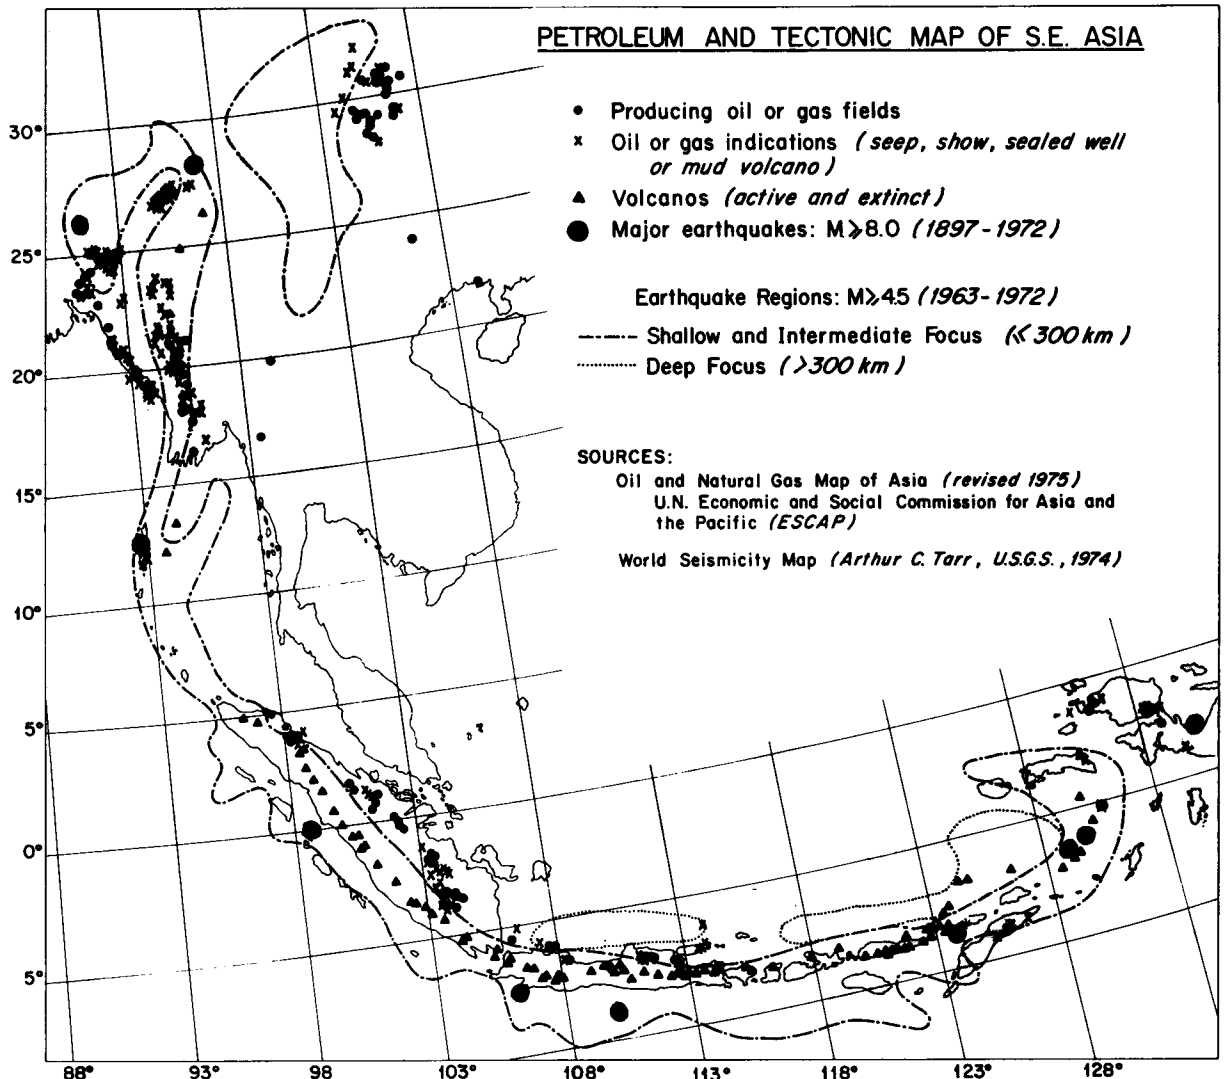 PETROLEUM AND TECTONIC MAP OF S.E. ASIA
Producing oil or gas fields
Oil or gas indications (seep, show, sealed well
or mud volcano)
Volcanos (active and extinct)
Major earthquakes: M≥8.0 (1897-1972)
Earthquake Regions: M≥4.5 (1963-1972)
Shallow and Intermediate Focus (≤300 km)
Deep Focus (>300 km)
SOURCES:
Oil and Natural Gas Map of Asia (revised 1975)
U.N. Economic and Social Commission for Asia and
the Pacific (ESCAP)
World Seismicity Map (Arthur C. Tarr, U.S.G.S., 1974)
30°
25°
20°
15°
10°
5°
0°
5°
88° 93° 98 103° 108° 113° 118° 123° 128°